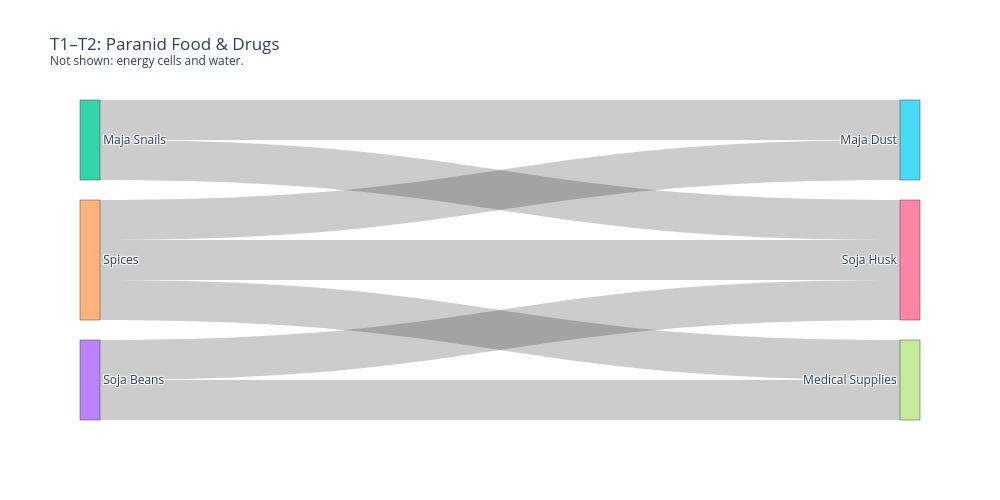 T1–T2: Paranid Food & Drugs
Not shown: energy cells and water.
Maja Snails
Maja Dust
Spices
Soja Husk
Soja Beans
Medical Supplies